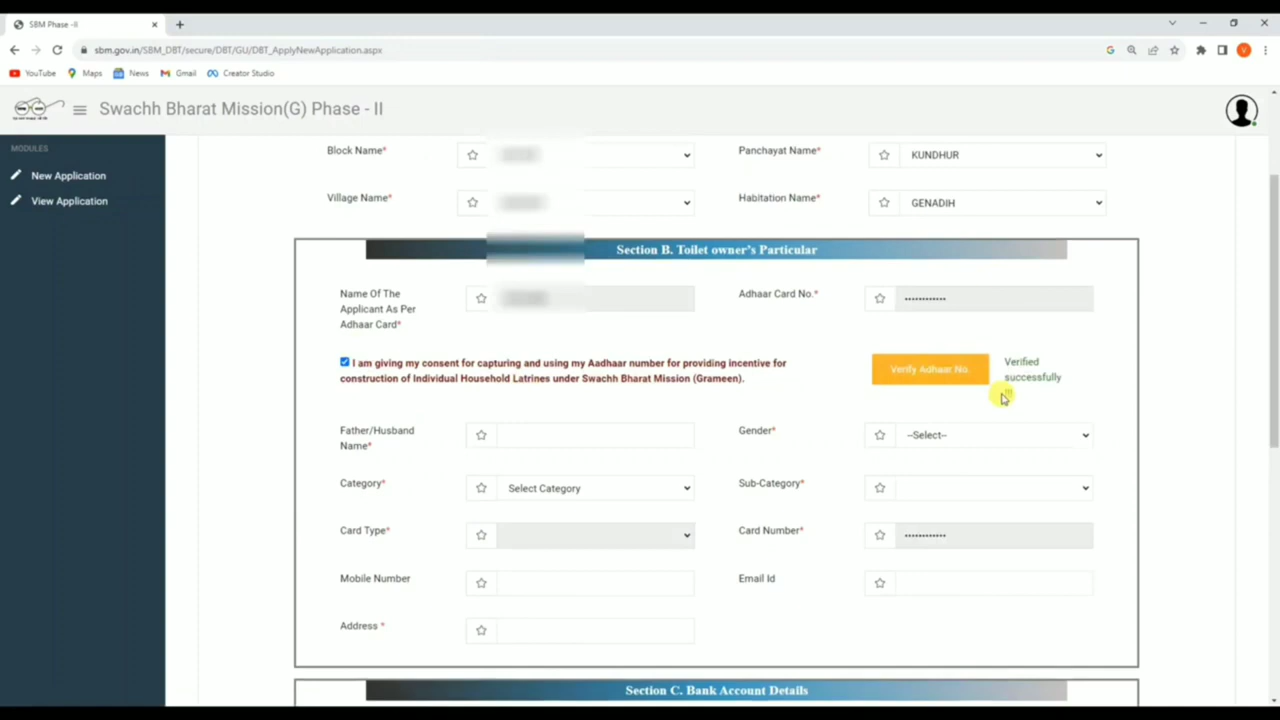 SBM Phase -II
sbm.gov.in/SBM_DBT/secure/DBT/GU/DBT_ApplyNewApplication.aspx
YouTube Maps News Gmail Creator Studio
Swachh Bharat Mission(G) Phase - II
MODULES
New Application
View Application
Block Name*
Panchayat Name* KUNDHUR
Village Name*
Habitation Name* GENADIH
Section B. Toilet owner's Particular
Name Of The
Applicant As Per
Adhaar Card*
Adhaar Card No.* ••••••••••••
I am giving my consent for capturing and using my Aadhaar number for providing incentive for
construction of Individual Household Latrines under Swachh Bharat Mission (Grameen).
Verify Adhaar No.
Verified
successfully
!!!
Father/Husband
Name*
Gender* --Select--
Category* Select Category
Sub-Category*
Card Type*
Card Number* ••••••••••••
Mobile Number
Email Id
Address *
Section C. Bank Account Details